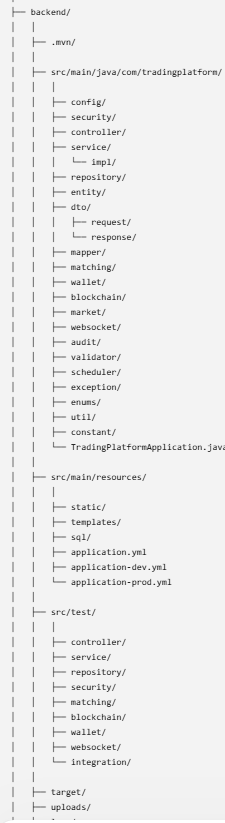 ├── backend/
│   │
│   ├── .mvn/
│   │
│   ├── src/main/java/com/tradingplatform/
│   │   │
│   │   ├── config/
│   │   ├── security/
│   │   ├── controller/
│   │   ├── service/
│   │   │   └── impl/
│   │   ├── repository/
│   │   ├── entity/
│   │   ├── dto/
│   │   │   ├── request/
│   │   │   └── response/
│   │   ├── mapper/
│   │   ├── matching/
│   │   ├── wallet/
│   │   ├── blockchain/
│   │   ├── market/
│   │   ├── websocket/
│   │   ├── audit/
│   │   ├── validator/
│   │   ├── scheduler/
│   │   ├── exception/
│   │   ├── enums/
│   │   ├── util/
│   │   ├── constant/
│   │   └── TradingPlatformApplication.java
│   │
│   ├── src/main/resources/
│   │   │
│   │   ├── static/
│   │   ├── templates/
│   │   ├── sql/
│   │   ├── application.yml
│   │   ├── application-dev.yml
│   │   └── application-prod.yml
│   │
│   ├── src/test/
│   │   │
│   │   ├── controller/
│   │   ├── service/
│   │   ├── repository/
│   │   ├── security/
│   │   ├── matching/
│   │   ├── blockchain/
│   │   ├── wallet/
│   │   ├── websocket/
│   │   └── integration/
│   │
│   ├── target/
│   ├── uploads/